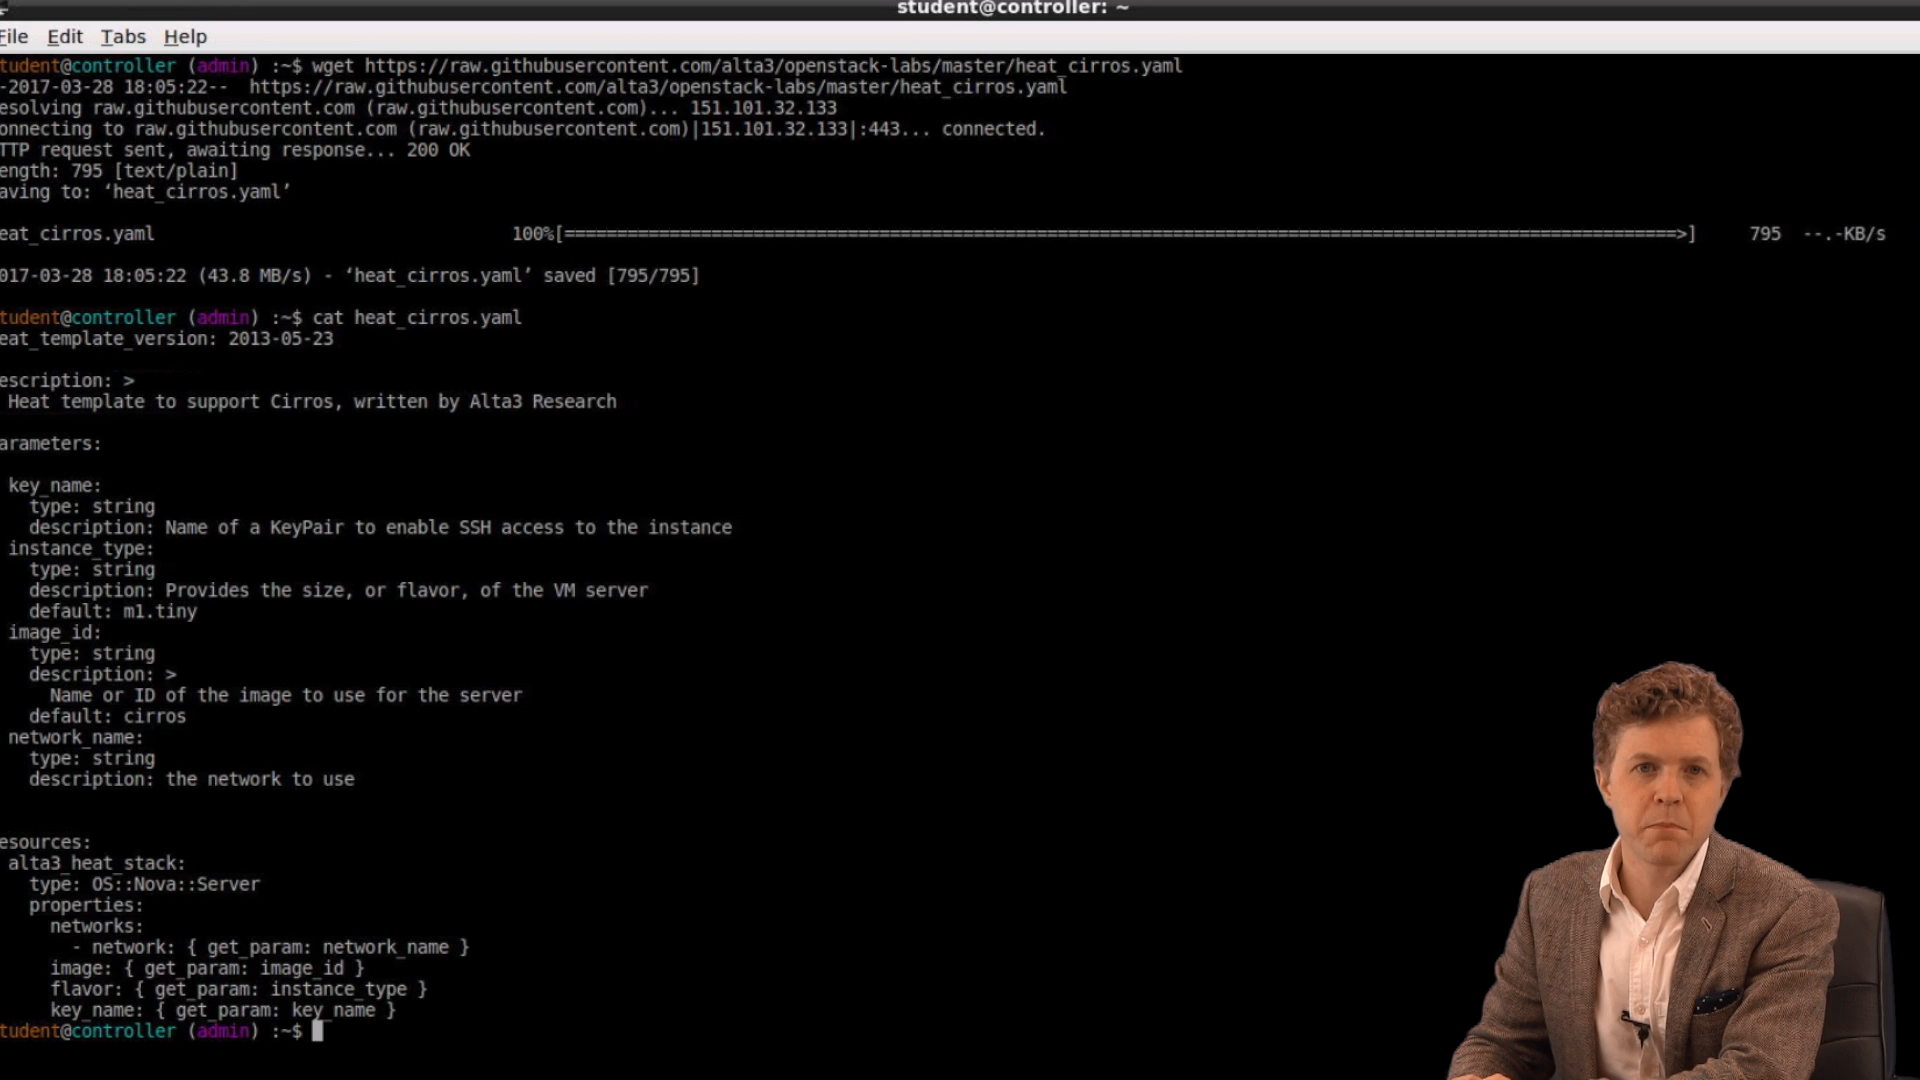 student@controller: ~
File Edit Tabs Help
tudent@controller (admin) :~$ wget https://raw.githubusercontent.com/alta3/openstack-labs/master/heat_cirros.yaml
-2017-03-28 18:05:22-- https://raw.githubusercontent.com/alta3/openstack-labs/master/heat_cirros.yaml
esolving raw.githubusercontent.com (raw.githubusercontent.com)... 151.101.32.133
onnecting to raw.githubusercontent.com (raw.githubusercontent.com)|151.101.32.133|:443... connected.
TTP request sent, awaiting response... 200 OK
ength: 795 [text/plain]
aving to: ‘heat_cirros.yaml’
eat_cirros.yaml 100%[==========================================================================================================>] 795 --.-KB/s
017-03-28 18:05:22 (43.8 MB/s) - ‘heat_cirros.yaml’ saved [795/795]
tudent@controller (admin) :~$ cat heat_cirros.yaml
eat_template_version: 2013-05-23
escription: >
Heat template to support Cirros, written by Alta3 Research
arameters:
key_name:
type: string
description: Name of a KeyPair to enable SSH access to the instance
instance_type:
type: string
description: Provides the size, or flavor, of the VM server
default: m1.tiny
image_id:
type: string
description: >
Name or ID of the image to use for the server
default: cirros
network_name:
type: string
description: the network to use
esources:
alta3_heat_stack:
type: OS::Nova::Server
properties:
networks:
- network: { get_param: network_name }
image: { get_param: image_id }
flavor: { get_param: instance_type }
key_name: { get_param: key_name }
tudent@controller (admin) :~$